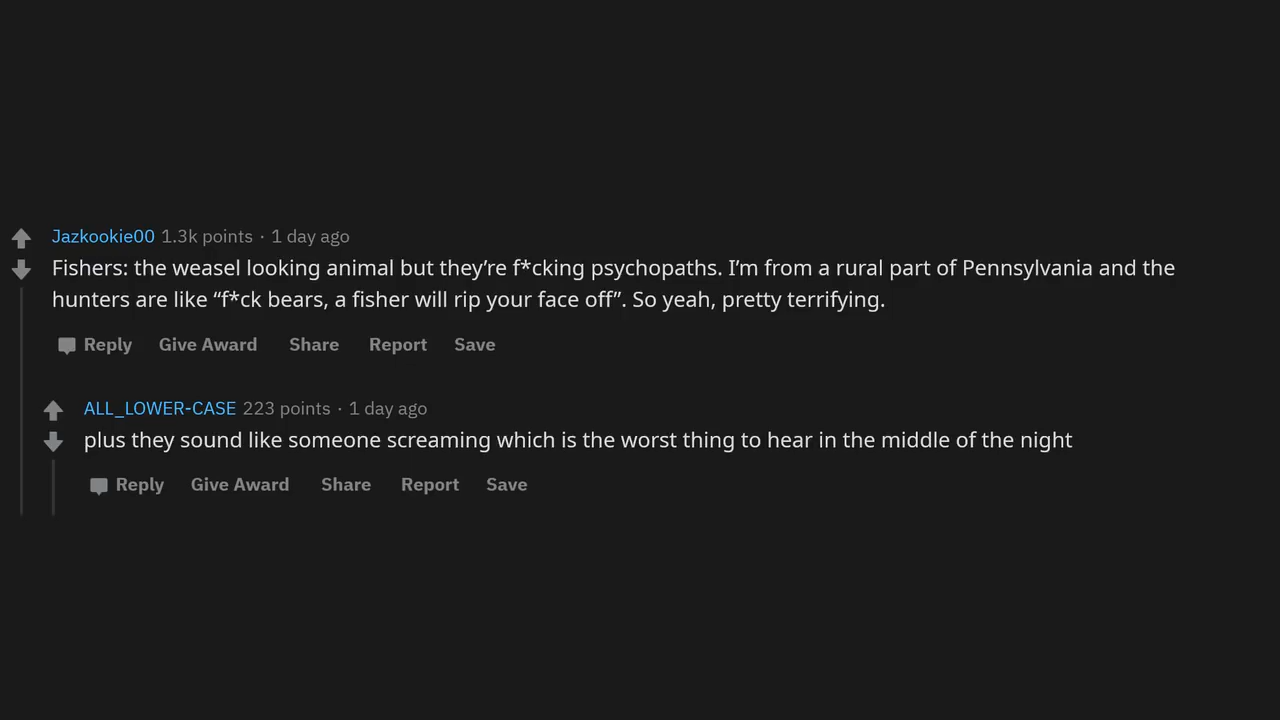 Jazkookie00 1.3k points · 1 day ago
Fishers: the weasel looking animal but they’re f*cking psychopaths. I’m from a rural part of Pennsylvania and the
hunters are like “f*ck bears, a fisher will rip your face off”. So yeah, pretty terrifying.
Reply Give Award Share Report Save
ALL_LOWER-CASE 223 points · 1 day ago
plus they sound like someone screaming which is the worst thing to hear in the middle of the night
Reply Give Award Share Report Save